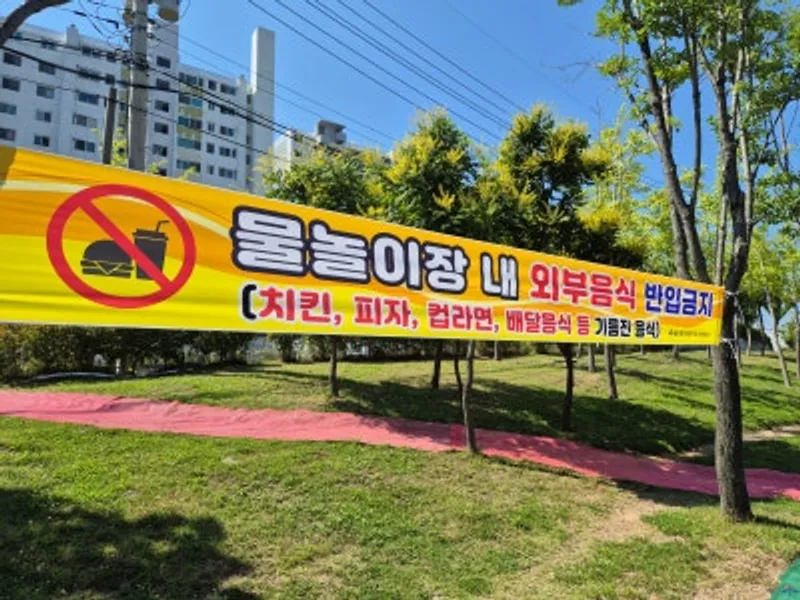 물놀이장 내 외부음식 반입금지
(치킨, 피자, 컵라면, 배달음식 등 기름진 음식)